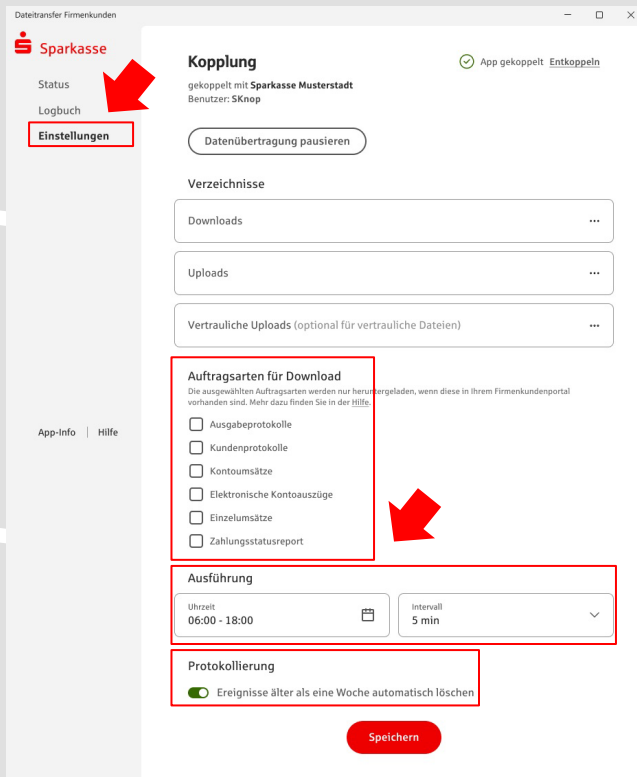 Dateitransfer Firmenkunden
Sparkasse
Status
Logbuch
Einstellungen
App-Info | Hilfe
Kopplung
App gekoppelt Entkoppeln
gekoppelt mit Sparkasse Musterstadt
Benutzer: SKnop
Datenübertragung pausieren
Verzeichnisse
Downloads
Uploads
Vertrauliche Uploads (optional für vertrauliche Dateien)
Auftragsarten für Download
Die ausgewählten Auftragsarten werden nur heruntergeladen, wenn diese in Ihrem Firmenkundenportal
vorhanden sind. Mehr dazu finden Sie in der Hilfe.
Ausgabeprotokolle
Kundenprotokolle
Kontoumsätze
Elektronische Kontoauszüge
Einzelumsätze
Zahlungsstatusreport
Ausführung
Uhrzeit
06:00 - 18:00
Intervall
5 min
Protokollierung
Ereignisse älter als eine Woche automatisch löschen
Speichern